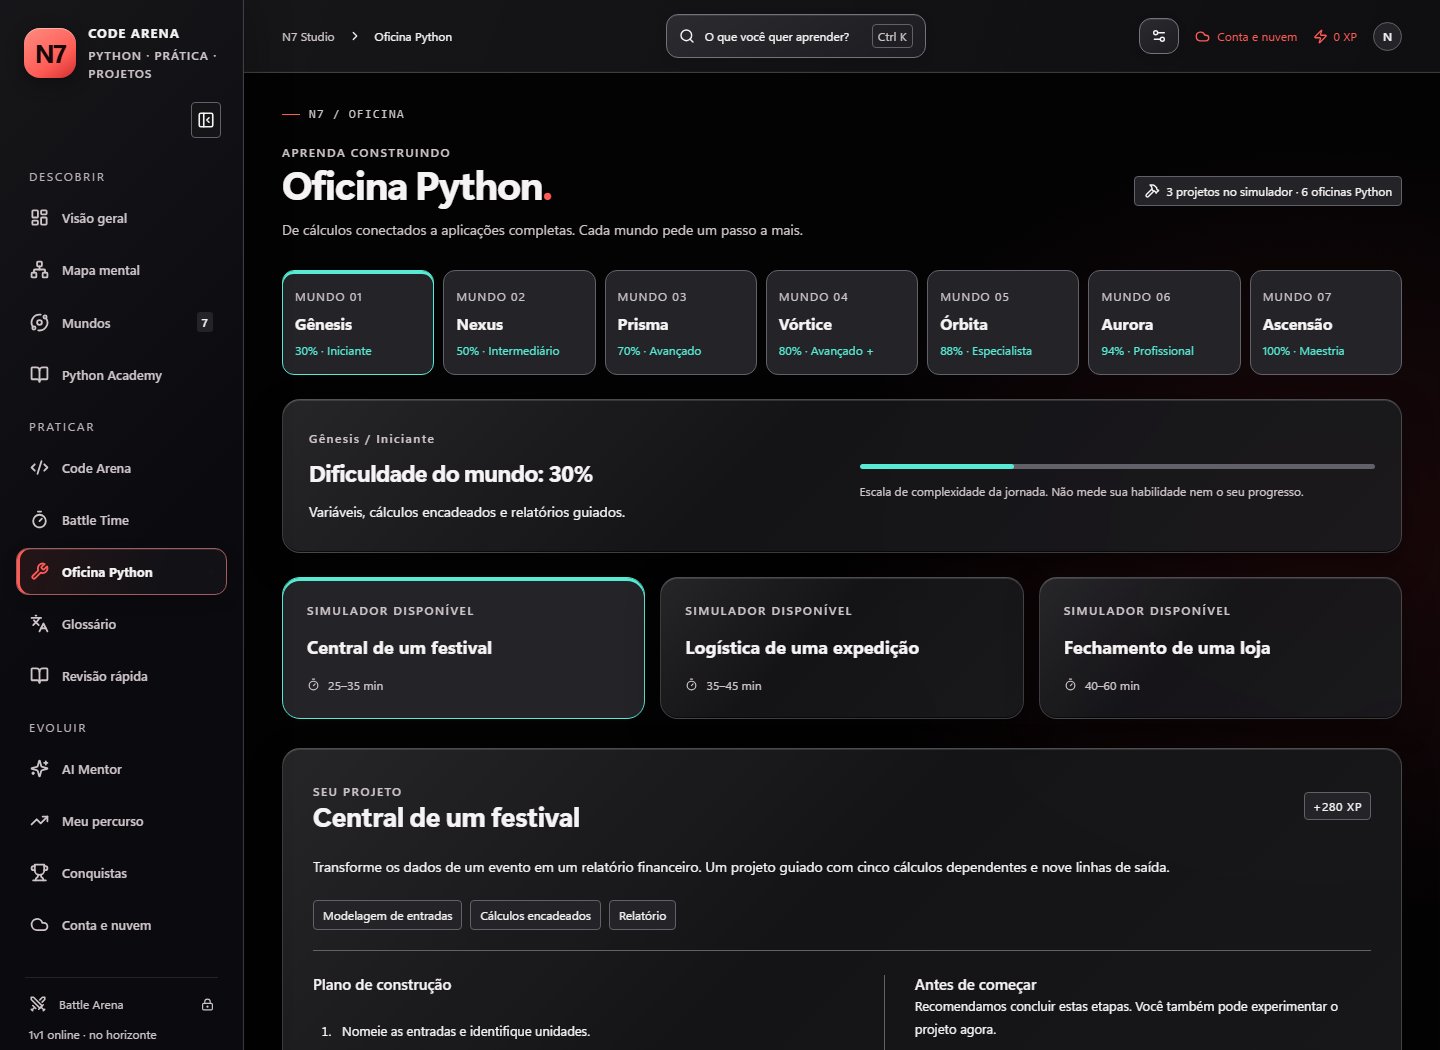 N7
CODE ARENA
PYTHON · PRÁTICA ·
PROJETOS
DESCOBRIR
Visão geral
Mapa mental
Mundos 7
Python Academy
PRATICAR
Code Arena
Battle Time
Oficina Python
Glossário
Revisão rápida
EVOLUIR
AI Mentor
Meu percurso
Conquistas
Conta e nuvem
Battle Arena
1v1 online · no horizonte
N7 Studio > Oficina Python
O que você quer aprender? Ctrl K
Conta e nuvem 0 XP N
N7 / OFICINA
APRENDA CONSTRUINDO
Oficina Python.
De cálculos conectados a aplicações completas. Cada mundo pede um passo a mais.
3 projetos no simulador · 6 oficinas Python
MUNDO 01
Gênesis
30% · Iniciante
MUNDO 02
Nexus
50% · Intermediário
MUNDO 03
Prisma
70% · Avançado
MUNDO 04
Vórtice
80% · Avançado +
MUNDO 05
Órbita
88% · Especialista
MUNDO 06
Aurora
94% · Profissional
MUNDO 07
Ascensão
100% · Maestria
Gênesis / Iniciante
Dificuldade do mundo: 30%
Variáveis, cálculos encadeados e relatórios guiados.
Escala de complexidade da jornada. Não mede sua habilidade nem o seu progresso.
SIMULADOR DISPONÍVEL
Central de um festival
25–35 min
SIMULADOR DISPONÍVEL
Logística de uma expedição
35–45 min
SIMULADOR DISPONÍVEL
Fechamento de uma loja
40–60 min
SEU PROJETO
Central de um festival
+280 XP
Transforme os dados de um evento em um relatório financeiro. Um projeto guiado com cinco cálculos dependentes e nove linhas de saída.
Modelagem de entradas
Cálculos encadeados
Relatório
Plano de construção
1. Nomeie as entradas e identifique unidades.
Antes de começar
Recomendamos concluir estas etapas. Você também pode experimentar o
projeto agora.